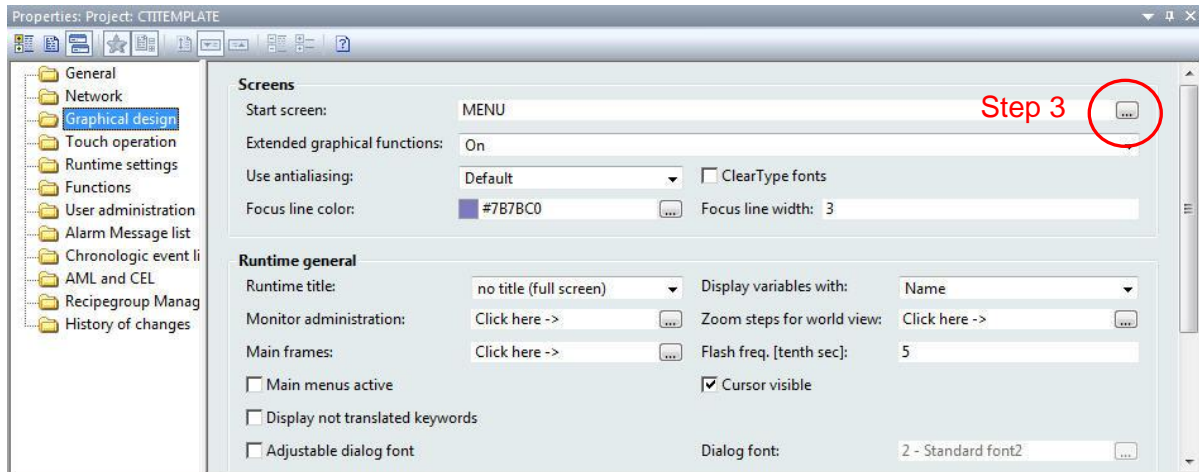 Properties: Project: CTITEMPLATE
General
Network
Graphical design
Touch operation
Runtime settings
Functions
User administration
Alarm Message list
Chronologic event li
AML and CEL
Recipegroup Manag
History of changes
Screens
Start screen: MENU Step 3 ...
Extended graphical functions: On
Use antialiasing: Default ClearType fonts
Focus line color: #7B7BC0 ... Focus line width: 3
Runtime general
Runtime title: no title (full screen) Display variables with: Name
Monitor administration: Click here -> ... Zoom steps for world view: Click here -> ...
Main frames: Click here -> ... Flash freq. [tenth sec]: 5
Main menus active Cursor visible
Display not translated keywords
Adjustable dialog font Dialog font: 2 - Standard font2 ...